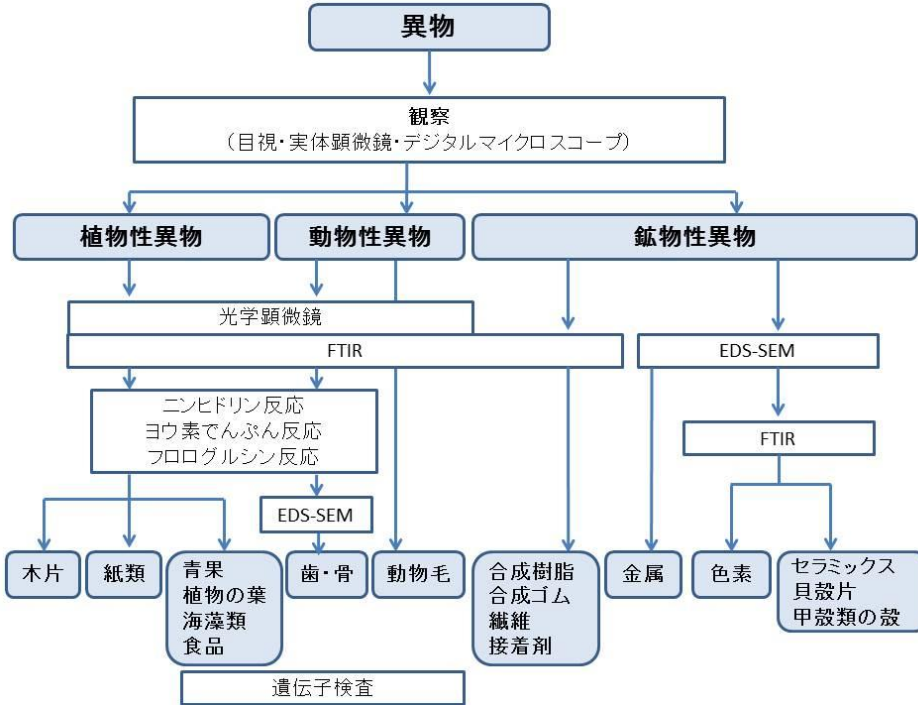 異物
観察
(目視・実体顕微鏡・デジタルマイクロスコープ)
植物性異物
動物性異物
鉱物性異物
光学顕微鏡
FTIR
EDS-SEM
ニンヒドリン反応
ヨウ素でんぷん反応
フロログルシン反応
FTIR
EDS-SEM
木片
紙類
青果
植物の葉
海藻類
食品
歯・骨
動物毛
合成樹脂
合成ゴム
繊維
接着剤
金属
色素
セラミックス
貝殻片
甲殻類の殻
遺伝子検査